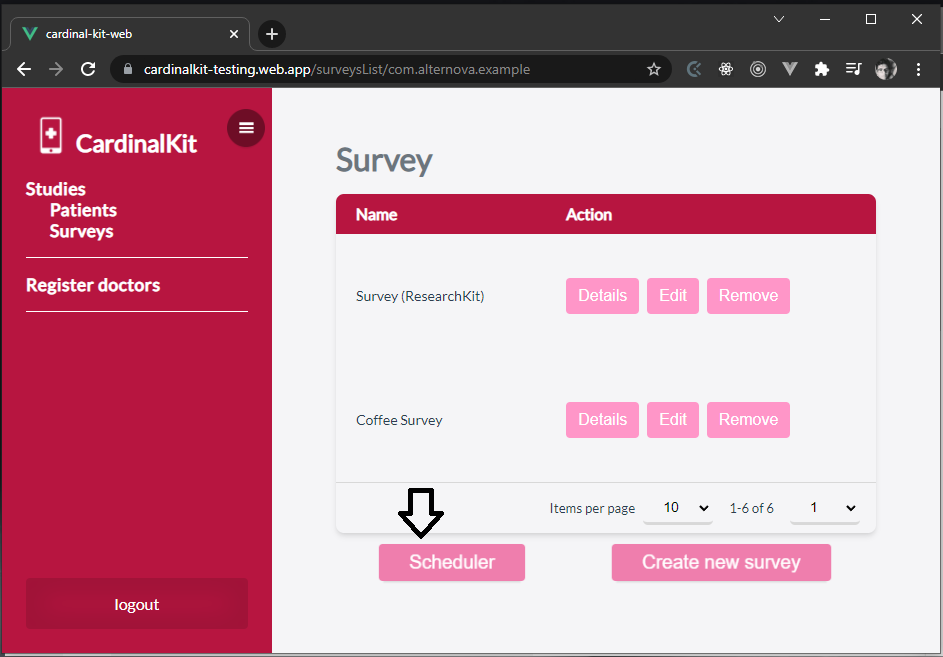 cardinal-kit-web
cardinalkit-testing.web.app/surveysList/com.alternova.example
CardinalKit
Studies
Patients
Surveys
Register doctors
logout
Survey
Name Action
Survey (ResearchKit) Details Edit Remove
Coffee Survey Details Edit Remove
Items per page 10 1-6 of 6 1
Scheduler Create new survey